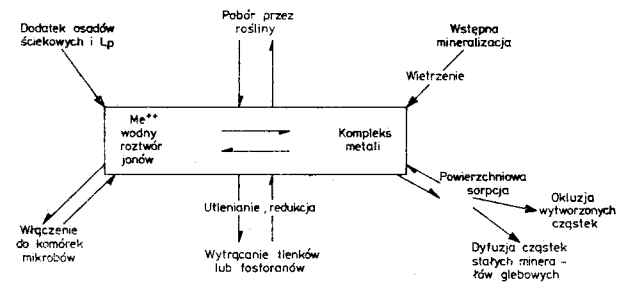 Dodatek osadów
ściekowych i Lp
Pobór przez
rośliny
Wstępna
mineralizacja
Wietrzenie
Me++
wodny
roztwór
jonów
Kompleks
metali
Powierzchniowa
sorpcja
Okluzja
wytworzonych
cząstek
Utlenianie, redukcja
Włączenie
do komórek
mikrobów
Wytrącanie tlenków
lub fosforanów
Dyfuzja cząstek
stałych minera-
łów glebowych